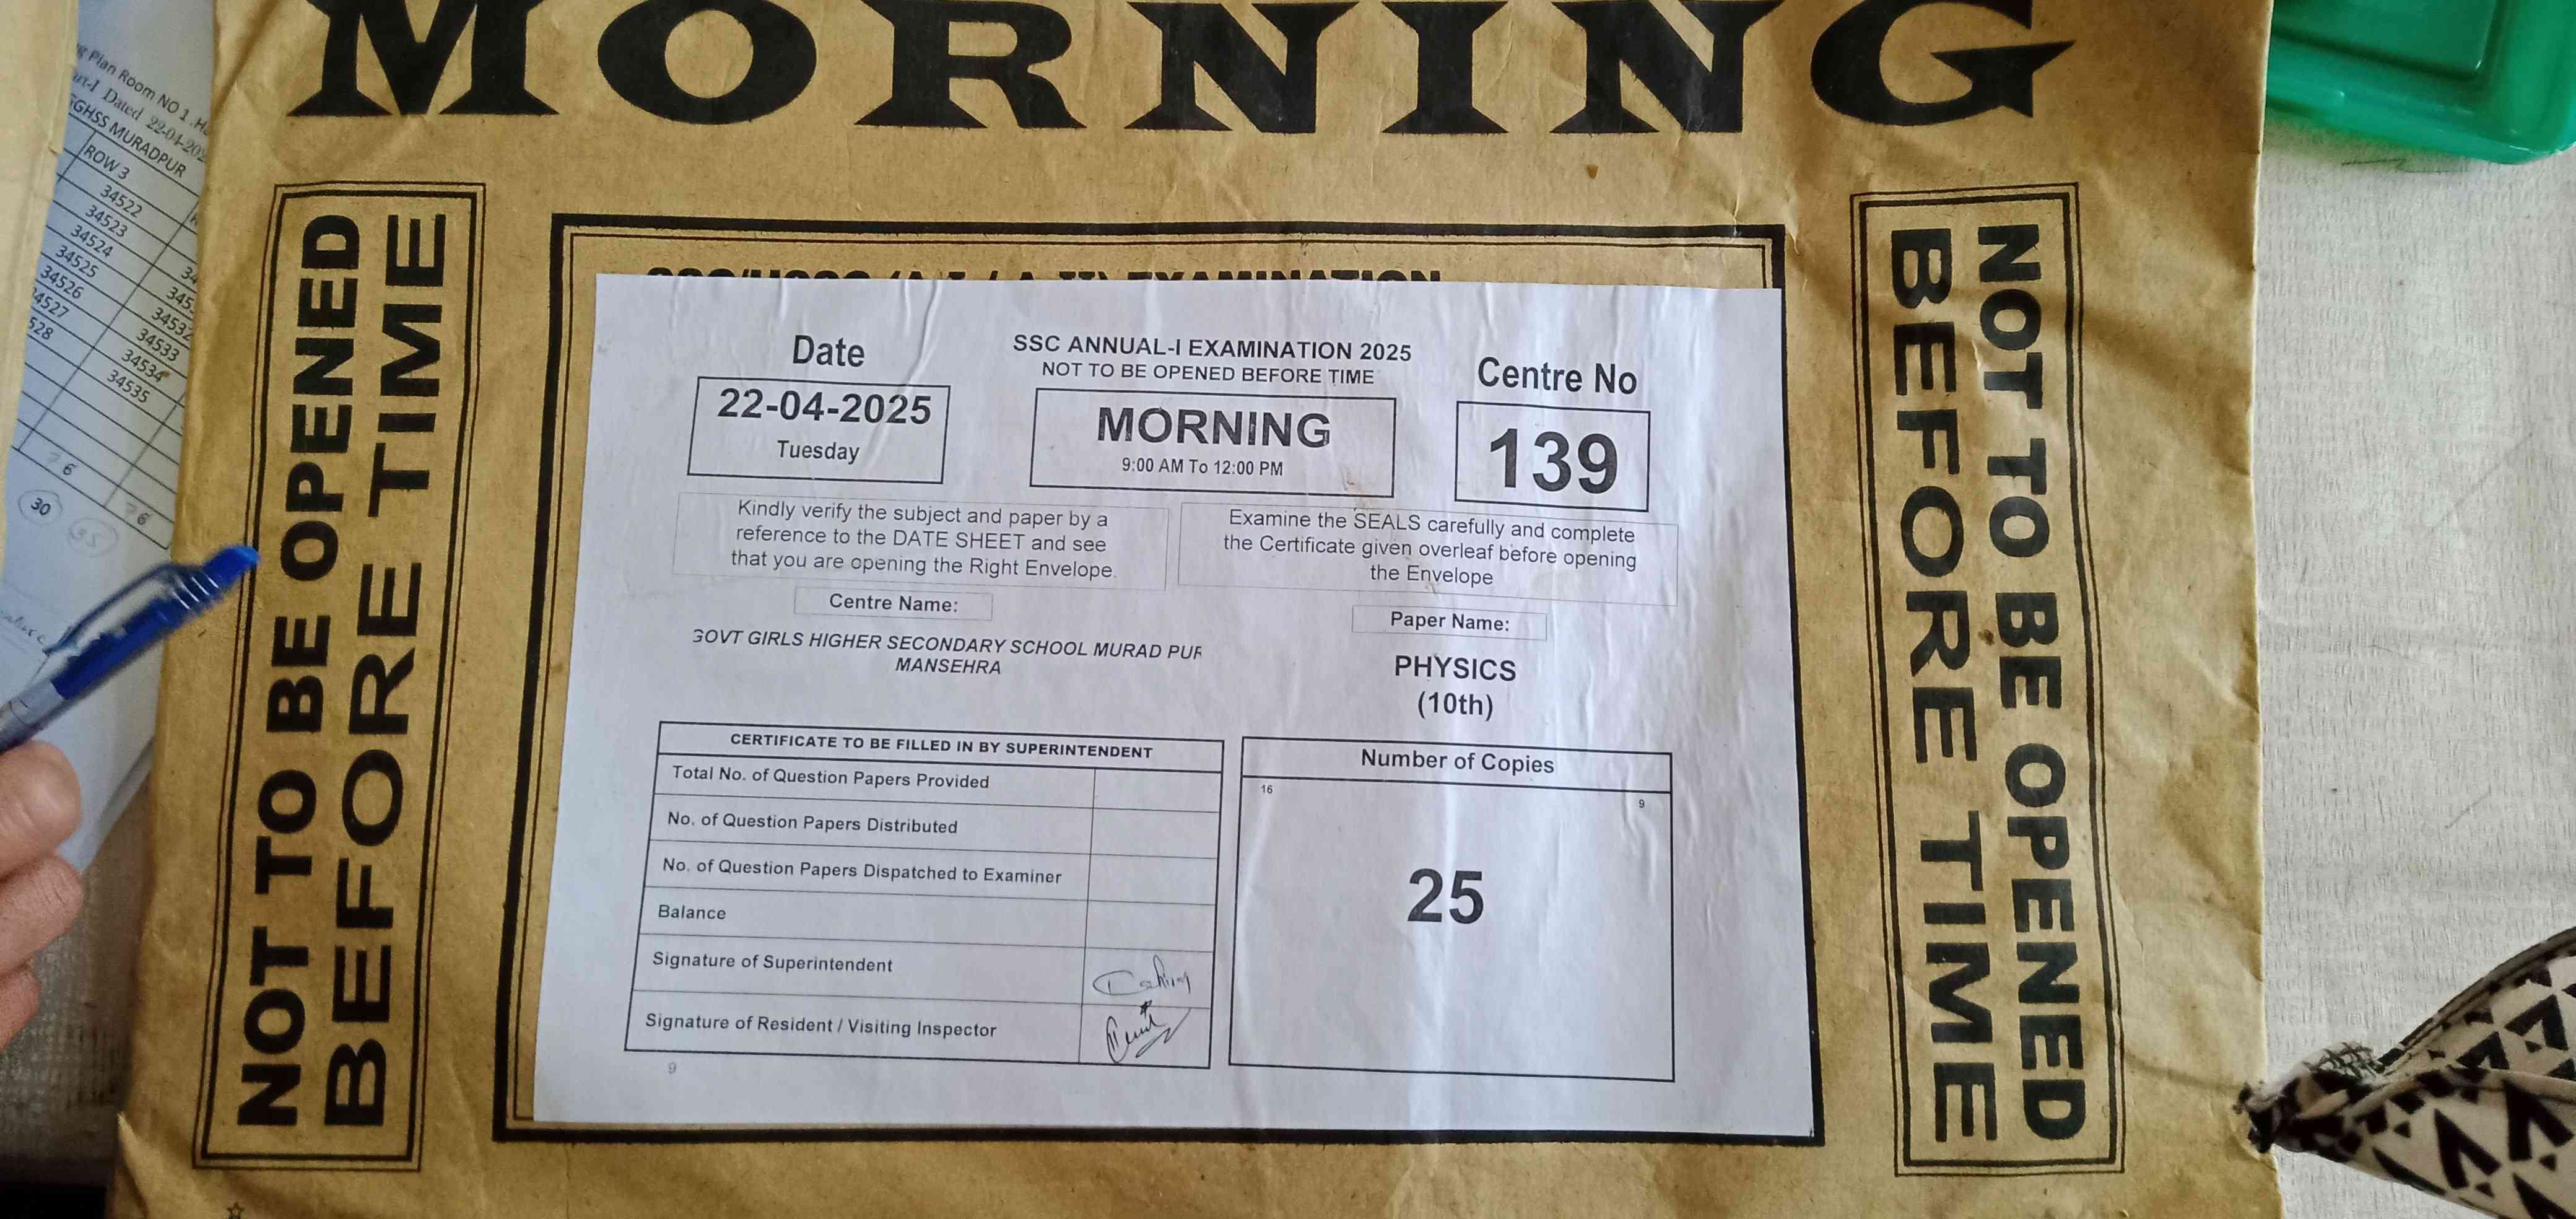 MORNING
NOT TO BE OPENED
BEFORE TIME
NOT TO BE OPENED
BEFORE TIME
EXAMINATION
Date
22-04-2025
Tuesday
SSC ANNUAL-I EXAMINATION 2025
NOT TO BE OPENED BEFORE TIME
MORNING
9:00 AM To 12:00 PM
Centre No
139
Kindly verify the subject and paper by a
reference to the DATE SHEET and see
that you are opening the Right Envelope.
Examine the SEALS carefully and complete
the Certificate given overleaf before opening
the Envelope
Centre Name:
GOVT GIRLS HIGHER SECONDARY SCHOOL MURAD PUR
MANSEHRA
Paper Name:
PHYSICS
(10th)
CERTIFICATE TO BE FILLED IN BY SUPERINTENDENT
Total No. of Question Papers Provided
No. of Question Papers Distributed
No. of Question Papers Dispatched to Examiner
Balance
Signature of Superintendent
Signature of Resident / Visiting Inspector
9
Number of Copies
16 9
25
Plan Room NO 1
Dated 22-04-202
GGHSS MURADPUR
ROW 3
34522
34523
34524
34525
34526
34527
528
34532
34533
34534
34535
30
35